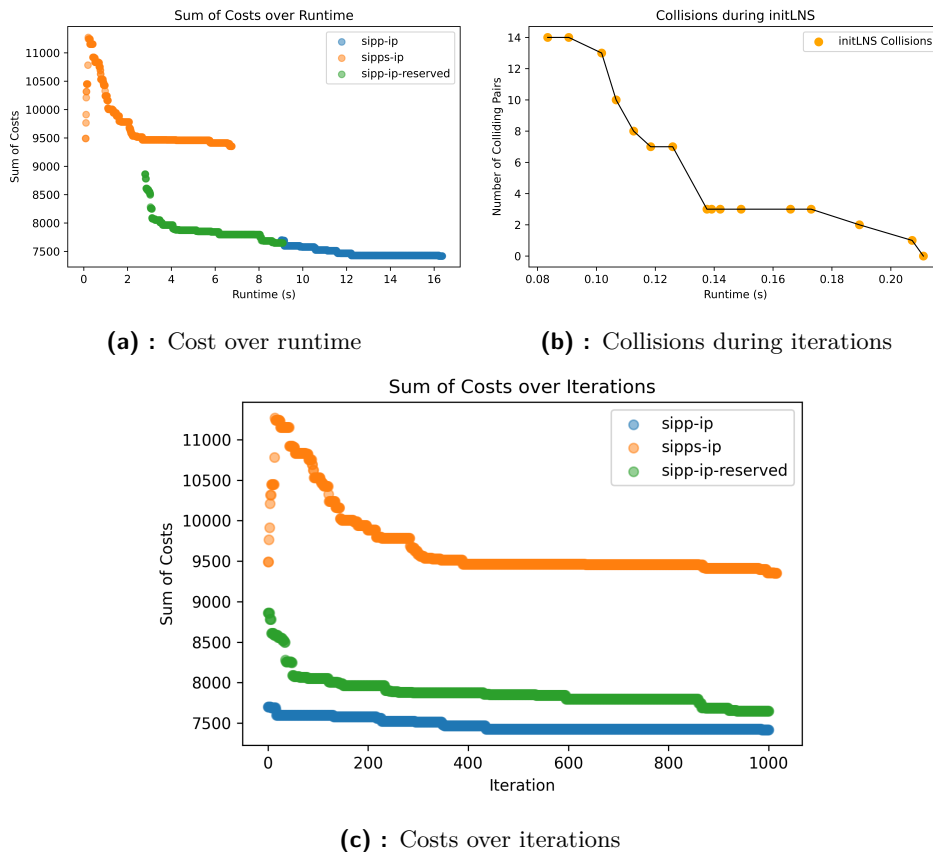 Sum of Costs over Runtime
sipp-ip
sipps-ip
sipp-ip-reserved
11000
10500
10000
9500
9000
8500
8000
7500
Sum of Costs
0 2 4 6 8 10 12 14 16
Runtime (s)
(a) : Cost over runtime
Collisions during initLNS
initLNS Collisions
14
12
10
8
6
4
2
0
Number of Colliding Pairs
0.08 0.10 0.12 0.14 0.16 0.18 0.20
Runtime (s)
(b) : Collisions during iterations
Sum of Costs over Iterations
sipp-ip
sipps-ip
sipp-ip-reserved
11000
10500
10000
9500
9000
8500
8000
7500
Sum of Costs
0 200 400 600 800 1000
Iteration
(c) : Costs over iterations